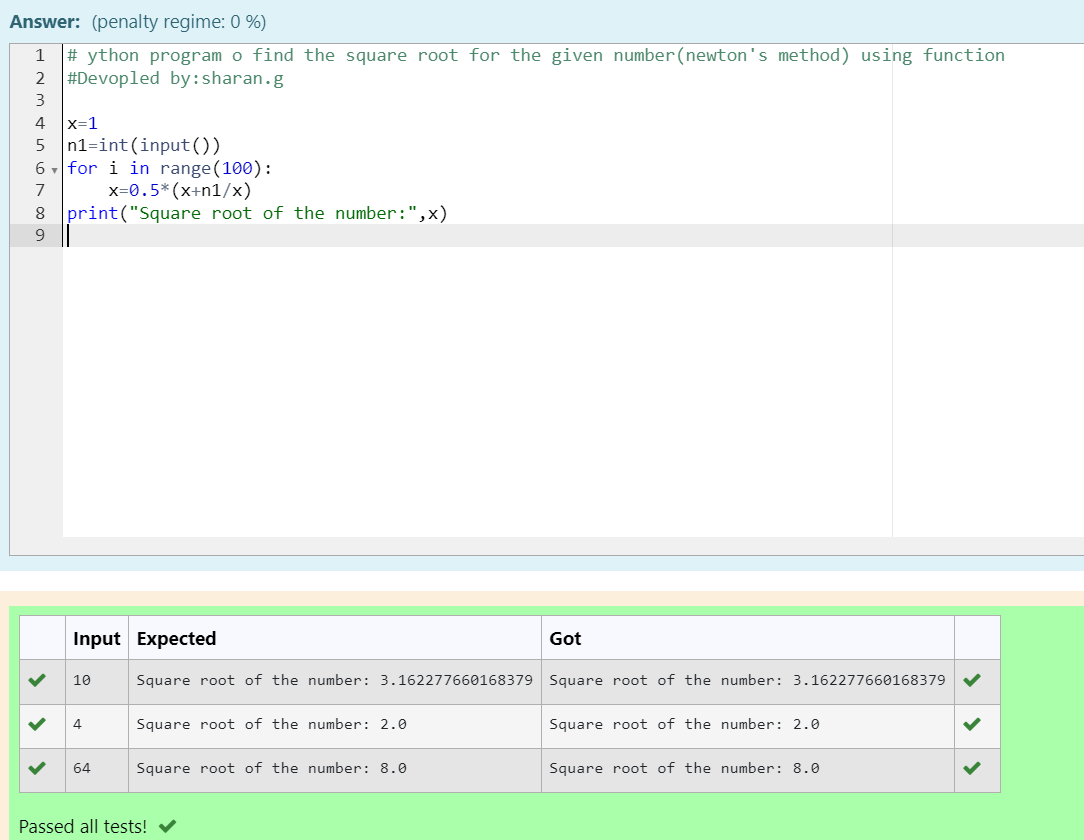 Answer: (penalty regime: 0 %)
1 # ython program o find the square root for the given number(newton's method) using function
2 #Devopled by:sharan.g
3
4 x=1
5 n1=int(input())
6 for i in range(100):
7     x=0.5*(x+n1/x)
8 print("Square root of the number:",x)
9
Input Expected Got
10 Square root of the number: 3.162277660168379 Square root of the number: 3.162277660168379
4 Square root of the number: 2.0 Square root of the number: 2.0
64 Square root of the number: 8.0 Square root of the number: 8.0
Passed all tests!